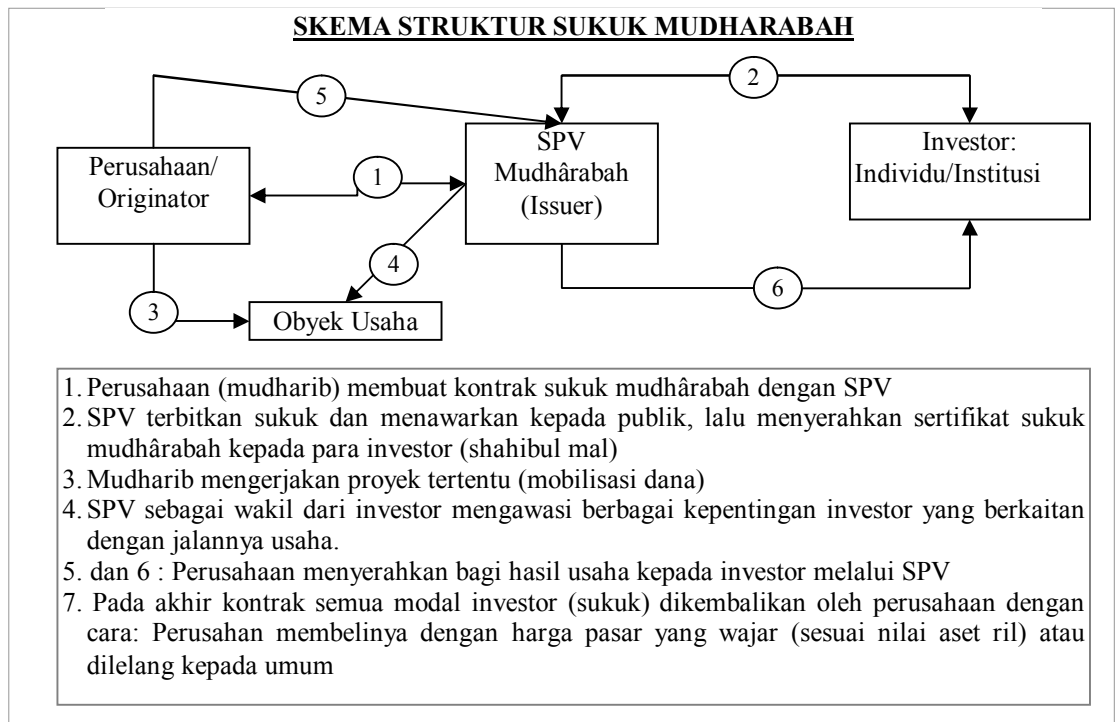 SKEMA STRUKTUR SUKUK MUDHARABAH
2
5
SPV
Mudhârabah
(Issuer)
Investor:
Individu/Institusi
Perusahaan/
Originator
1
4
6
3
Obyek Usaha
1. Perusahaan (mudharib) membuat kontrak sukuk mudhârabah dengan SPV
2. SPV terbitkan sukuk dan menawarkan kepada publik, lalu menyerahkan sertifikat sukuk
mudhârabah kepada para investor (shahibul mal)
3. Mudharib mengerjakan proyek tertentu (mobilisasi dana)
4. SPV sebagai wakil dari investor mengawasi berbagai kepentingan investor yang berkaitan
dengan jalannya usaha.
5. dan 6 : Perusahaan menyerahkan bagi hasil usaha kepada investor melalui SPV
7. Pada akhir kontrak semua modal investor (sukuk) dikembalikan oleh perusahaan dengan
cara: Perusahan membelinya dengan harga pasar yang wajar (sesuai nilai aset ril) atau
dilelang kepada umum